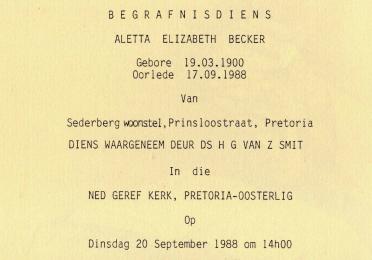 BEGRAFNISDIENS
ALETTA ELIZABETH BECKER
Gebore 19.03.1900
Oorlede 17.09.1988
Van
Sederberg woonstel, Prinsloostraat, Pretoria
DIENS WAARGENEEM DEUR DS H G VAN Z SMIT
In die
NED GEREF KERK, PRETORIA-OOSTERLIG
Op
Dinsdag 20 September 1988 om 14h00